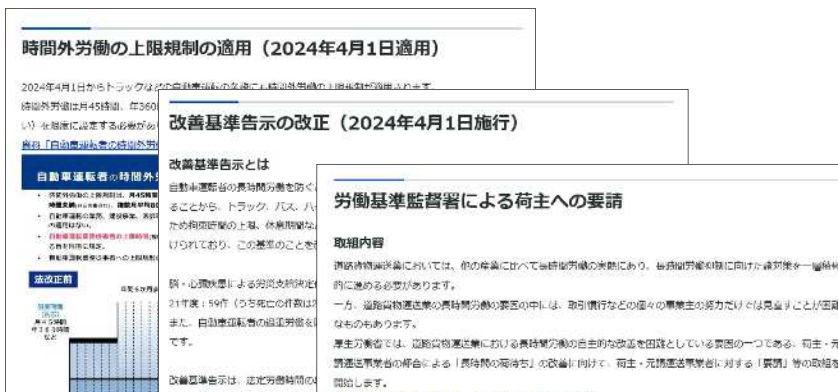 時間外労働の上限規制の適用（2024年4月1日適用）
2024年4月1日からトラックなどの自動車運転の業務にも時間外労働の上限規制が適用されます。
時間外労働は月45時間、年360
い）を限度に設定する必要があ
資料「自動車運転者の時間外労
自動車運転者の時間外労
法改正前
改善基準告示の改正（2024年4月1日施行）
改善基準告示とは
自動車運転者の長時間労働を防ぐ
ることから、トラック、バス、ハ
ため拘束時間の上限、休息期間な
けられており、この基準のことを
脳・心臓疾患による労災支給決定
21年度：59件（うち死亡の件数は2
また、自動車運転者の過重労働を
です。
改善基準告示は、法定労働時間の
労働基準監督署による荷主への要請
取組内容
道路貨物運送業においては、他の産業に比べて長時間労働の実態にあり、長時間労働抑制に向けた諸対策を一層積極
的に進める必要があります。
一方、道路貨物運送業の長時間労働の要因の中には、取引慣行などの個々の事業主の努力だけでは見直すことが困難
なものもあります。
厚生労働省では、道路貨物運送業における長時間労働の自主的な改善を困難としている要因の一つである、荷主・元
請運送事業者の都合による「長時間の荷待ち」の改善に向けて、荷主・元請運送事業者に対する「要請」等の取組を
開始します。